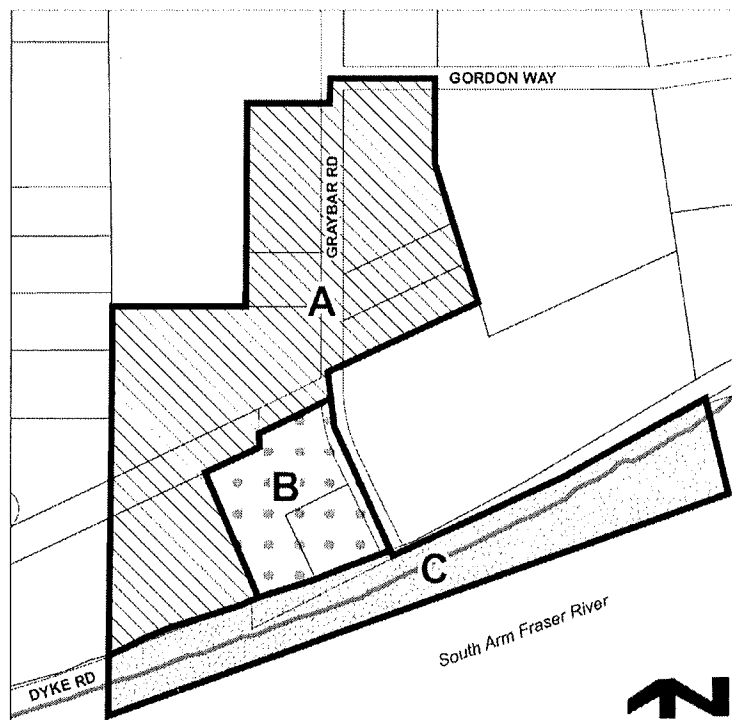 GORDON WAY
GRAYBAR RD
A
B
C
South Arm Fraser River
DYKE RD
N